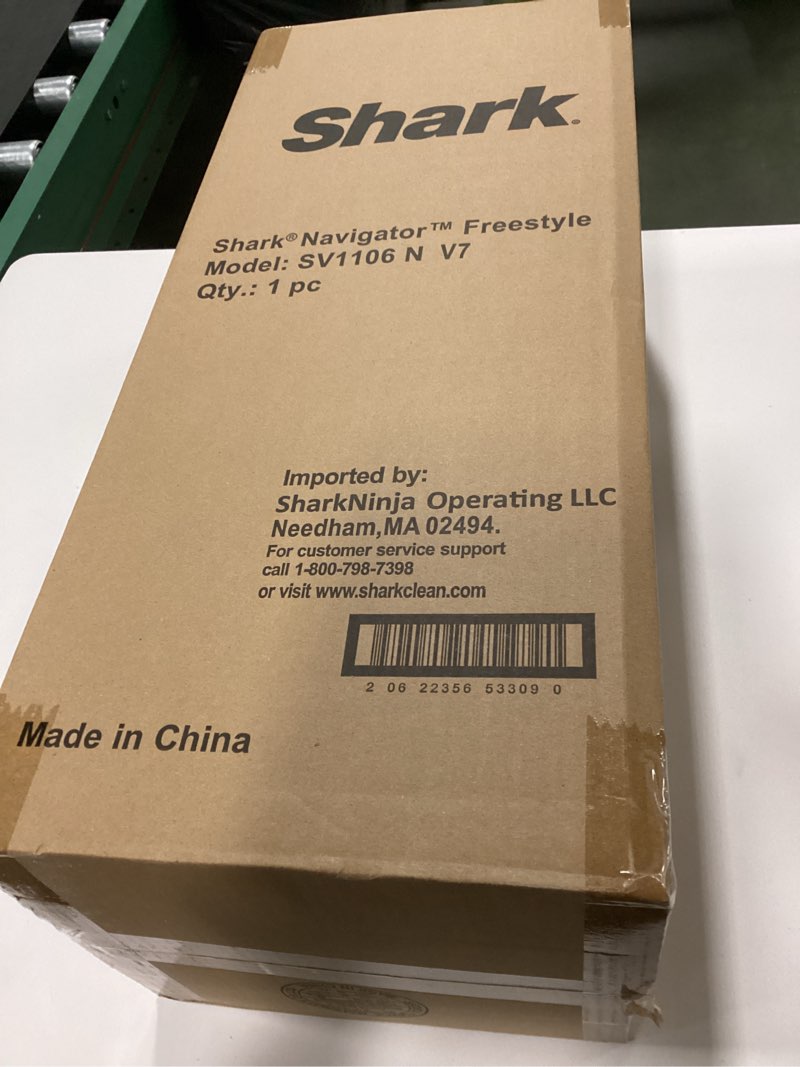 Shark®
Shark® Navigator™ Freestyle
Model: SV1106 N V7
Qty.: 1 pc
Imported by:
SharkNinja Operating LLC
Needham,MA 02494.
For customer service support
call 1-800-798-7398
or visit www.sharkclean.com
2 06 22356 53309 0
Made in China